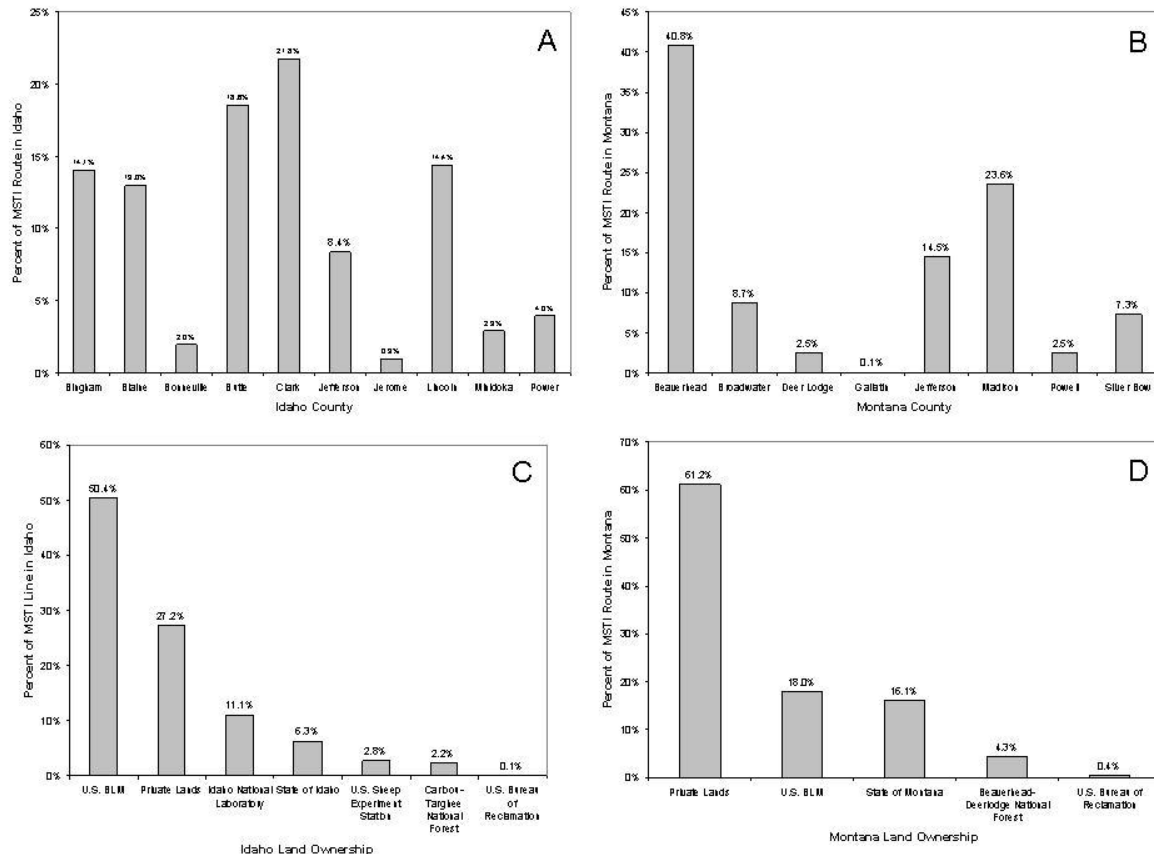 A
25%
20%
15%
10%
5%
0%
Percent of MSTI Route in Idaho
14.1%
13.0%
2.0%
18.6%
21.8%
8.4%
0.9%
14.4%
2.9%
4.0%
Bingham Blaine Bonneville Butte Clark Jefferson Jerome Lincoln Minidoka Power
Idaho County
B
45%
40%
35%
30%
25%
20%
15%
10%
5%
0%
Percent of MSTI Route in Montana
40.8%
8.7%
2.5%
0.1%
14.5%
23.6%
2.5%
7.3%
Beaverhead Broadwater Deer Lodge Gallatin Jefferson Madison Powell Silver Bow
Montana County
C
60%
50%
40%
30%
20%
10%
0%
Percent of MSTI Line in Idaho
50.4%
27.2%
11.1%
6.3%
2.8%
2.2%
0.1%
U.S. BLM
Private Lands
Idaho National
Laboratory
State of Idaho
U.S. Sheep
Experiment
Station
Targhee
National
Forest
U.S. Bureau
of
Reclamation
Idaho Land Ownership
D
70%
60%
50%
40%
30%
20%
10%
0%
Percent of MSTI Route in Montana
61.2%
18.0%
16.1%
4.3%
0.4%
Private Lands
U.S. BLM
State of Montana
Beaverhead-
Deerlodge National
Forest
U.S. Bureau of
Reclamation
Montana Land Ownership